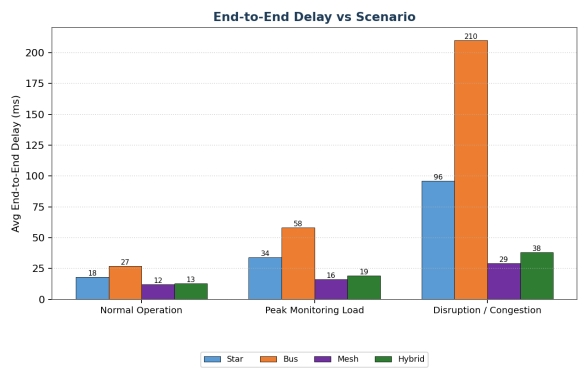 End-to-End Delay vs Scenario
Avg End-to-End Delay (ms)
200
175
150
125
100
75
50
25
0
18
27
12
13
34
58
16
19
96
210
29
38
Normal Operation
Peak Monitoring Load
Disruption / Congestion
Star
Bus
Mesh
Hybrid